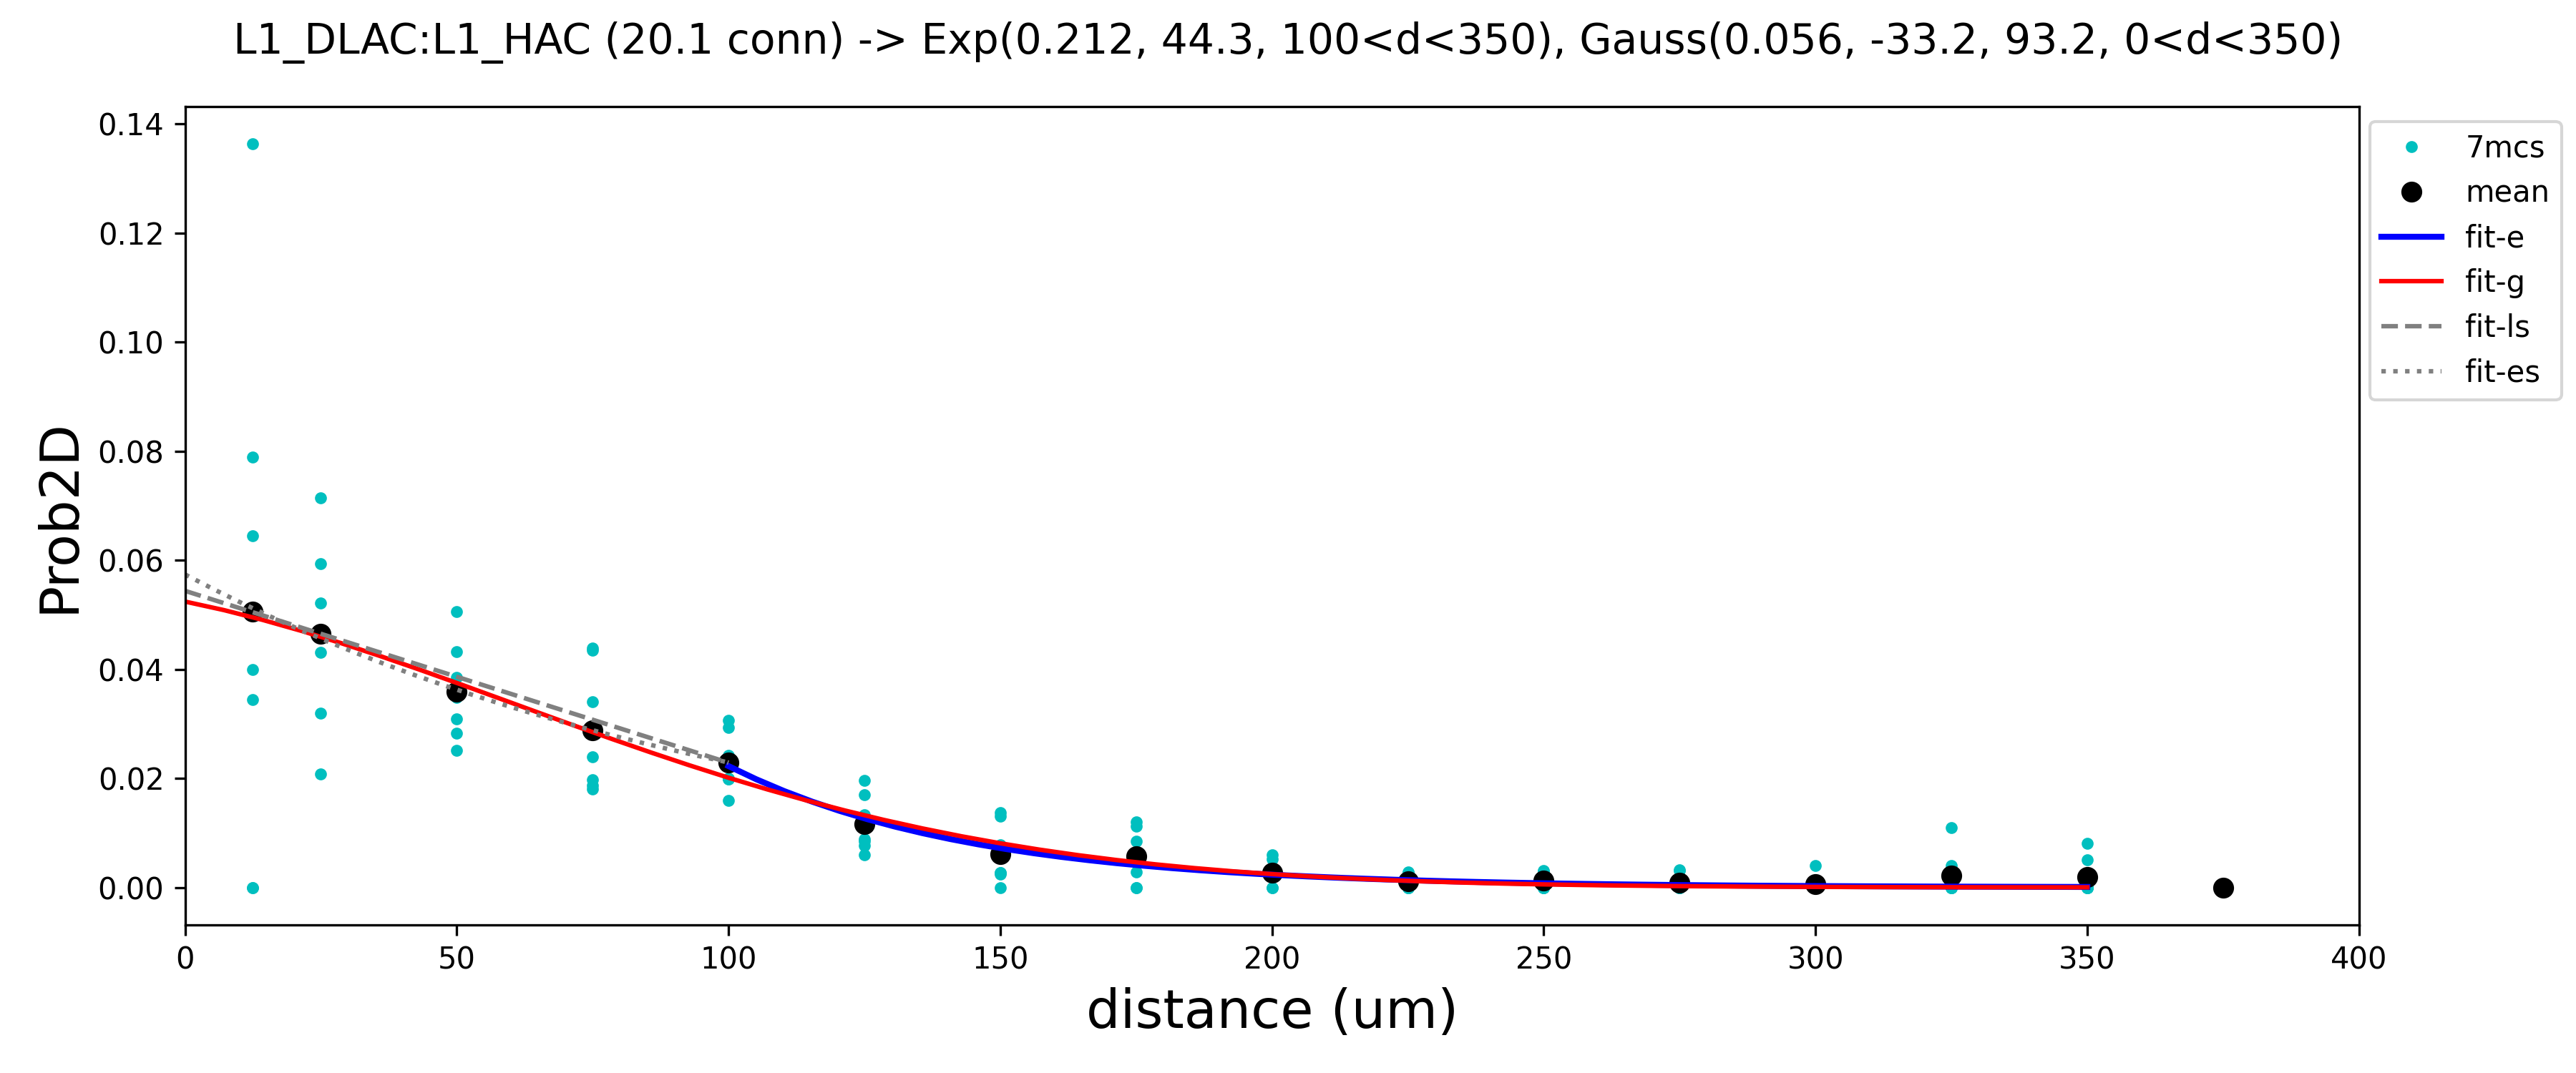 L1_DLAC:L1_HAC (20.1 conn) -> Exp(0.212, 44.3, 100<d<350), Gauss(0.056, -33.2, 93.2, 0<d<350)
0.14
0.12
0.10
0.08
0.06
0.04
0.02
0.00
Prob2D
0
50
100
150
200
250
300
350
400
distance (um)
7mcs
mean
fit-e
fit-g
fit-ls
fit-es